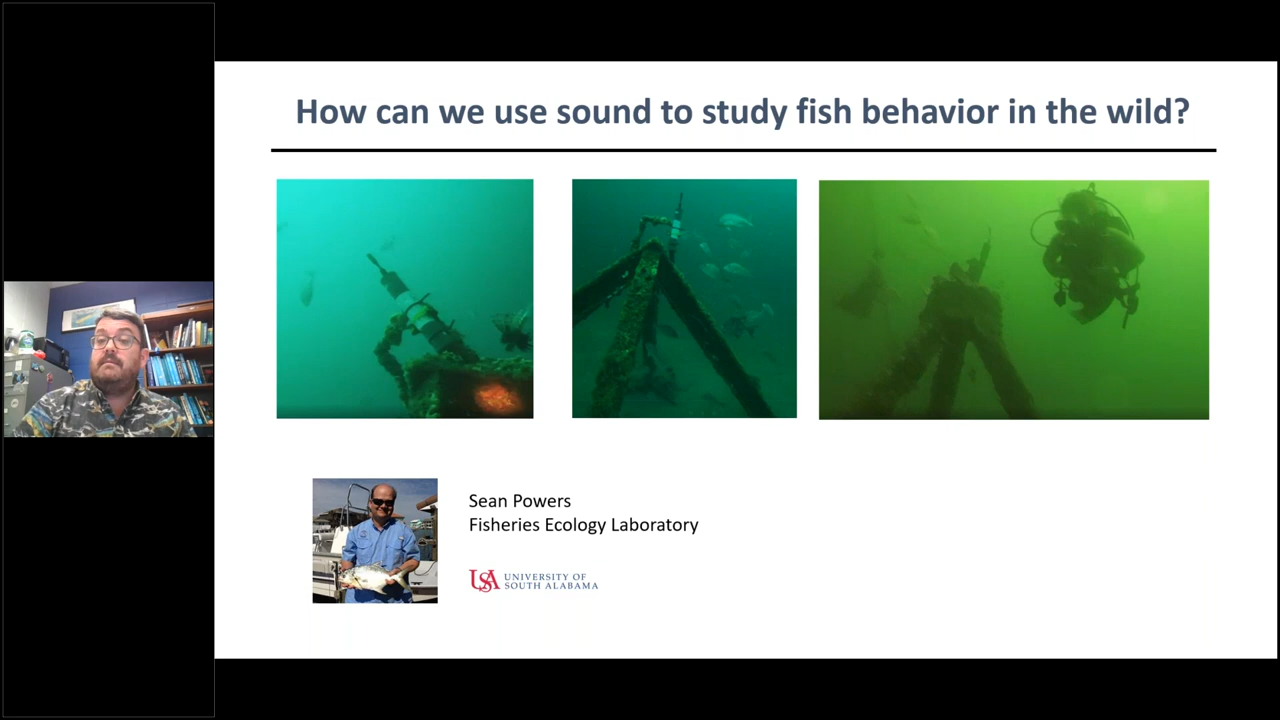 How can we use sound to study fish behavior in the wild?
Sean Powers
Fisheries Ecology Laboratory
USA UNIVERSITY OF
SOUTH ALABAMA